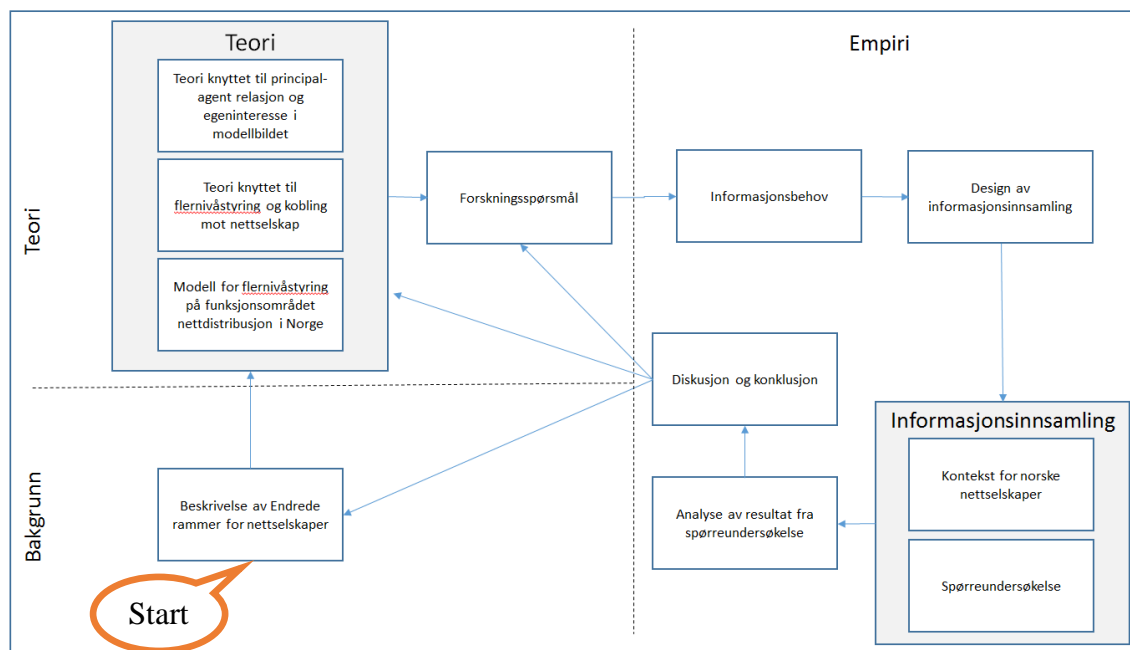 Teori
Empiri
Teori knyttet til principal-
agent relasjon og
egeninteresse i
modellbildet
Teori knyttet til
flernivåstyring og kobling
mot nettselskap
Modell for flernivåstyring
på funksjonsområdet
nettdistribusjon i Norge
Teori
Forskningsspørsmål
Informasjonsbehov
Design av
informasjonsinnsamling
Diskusjon og konklusjon
Informasjonsinnsamling
Kontekst for norske
nettselskaper
Spørreundersøkelse
Analyse av resultat fra
spørreundersøkelse
Bakgrunn
Beskrivelse av Endrede
rammer for nettselskaper
Start